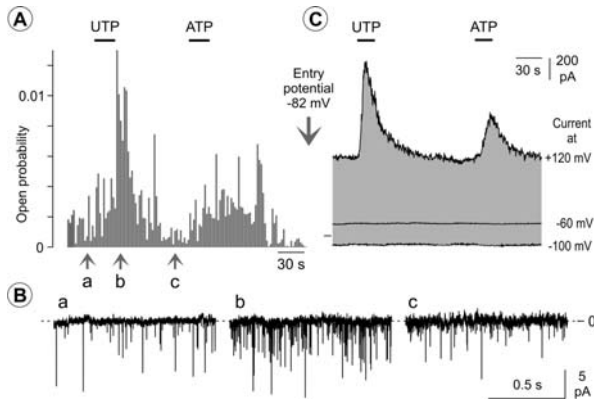 A
UTP ATP
0.01
Open probability
0
30 s
a b c
Entry
potential
-82 mV
C
UTP ATP
30 s
200
pA
Current
at
+120 mV
-60 mV
-100 mV
B
a b c
0
0.5 s
5
pA